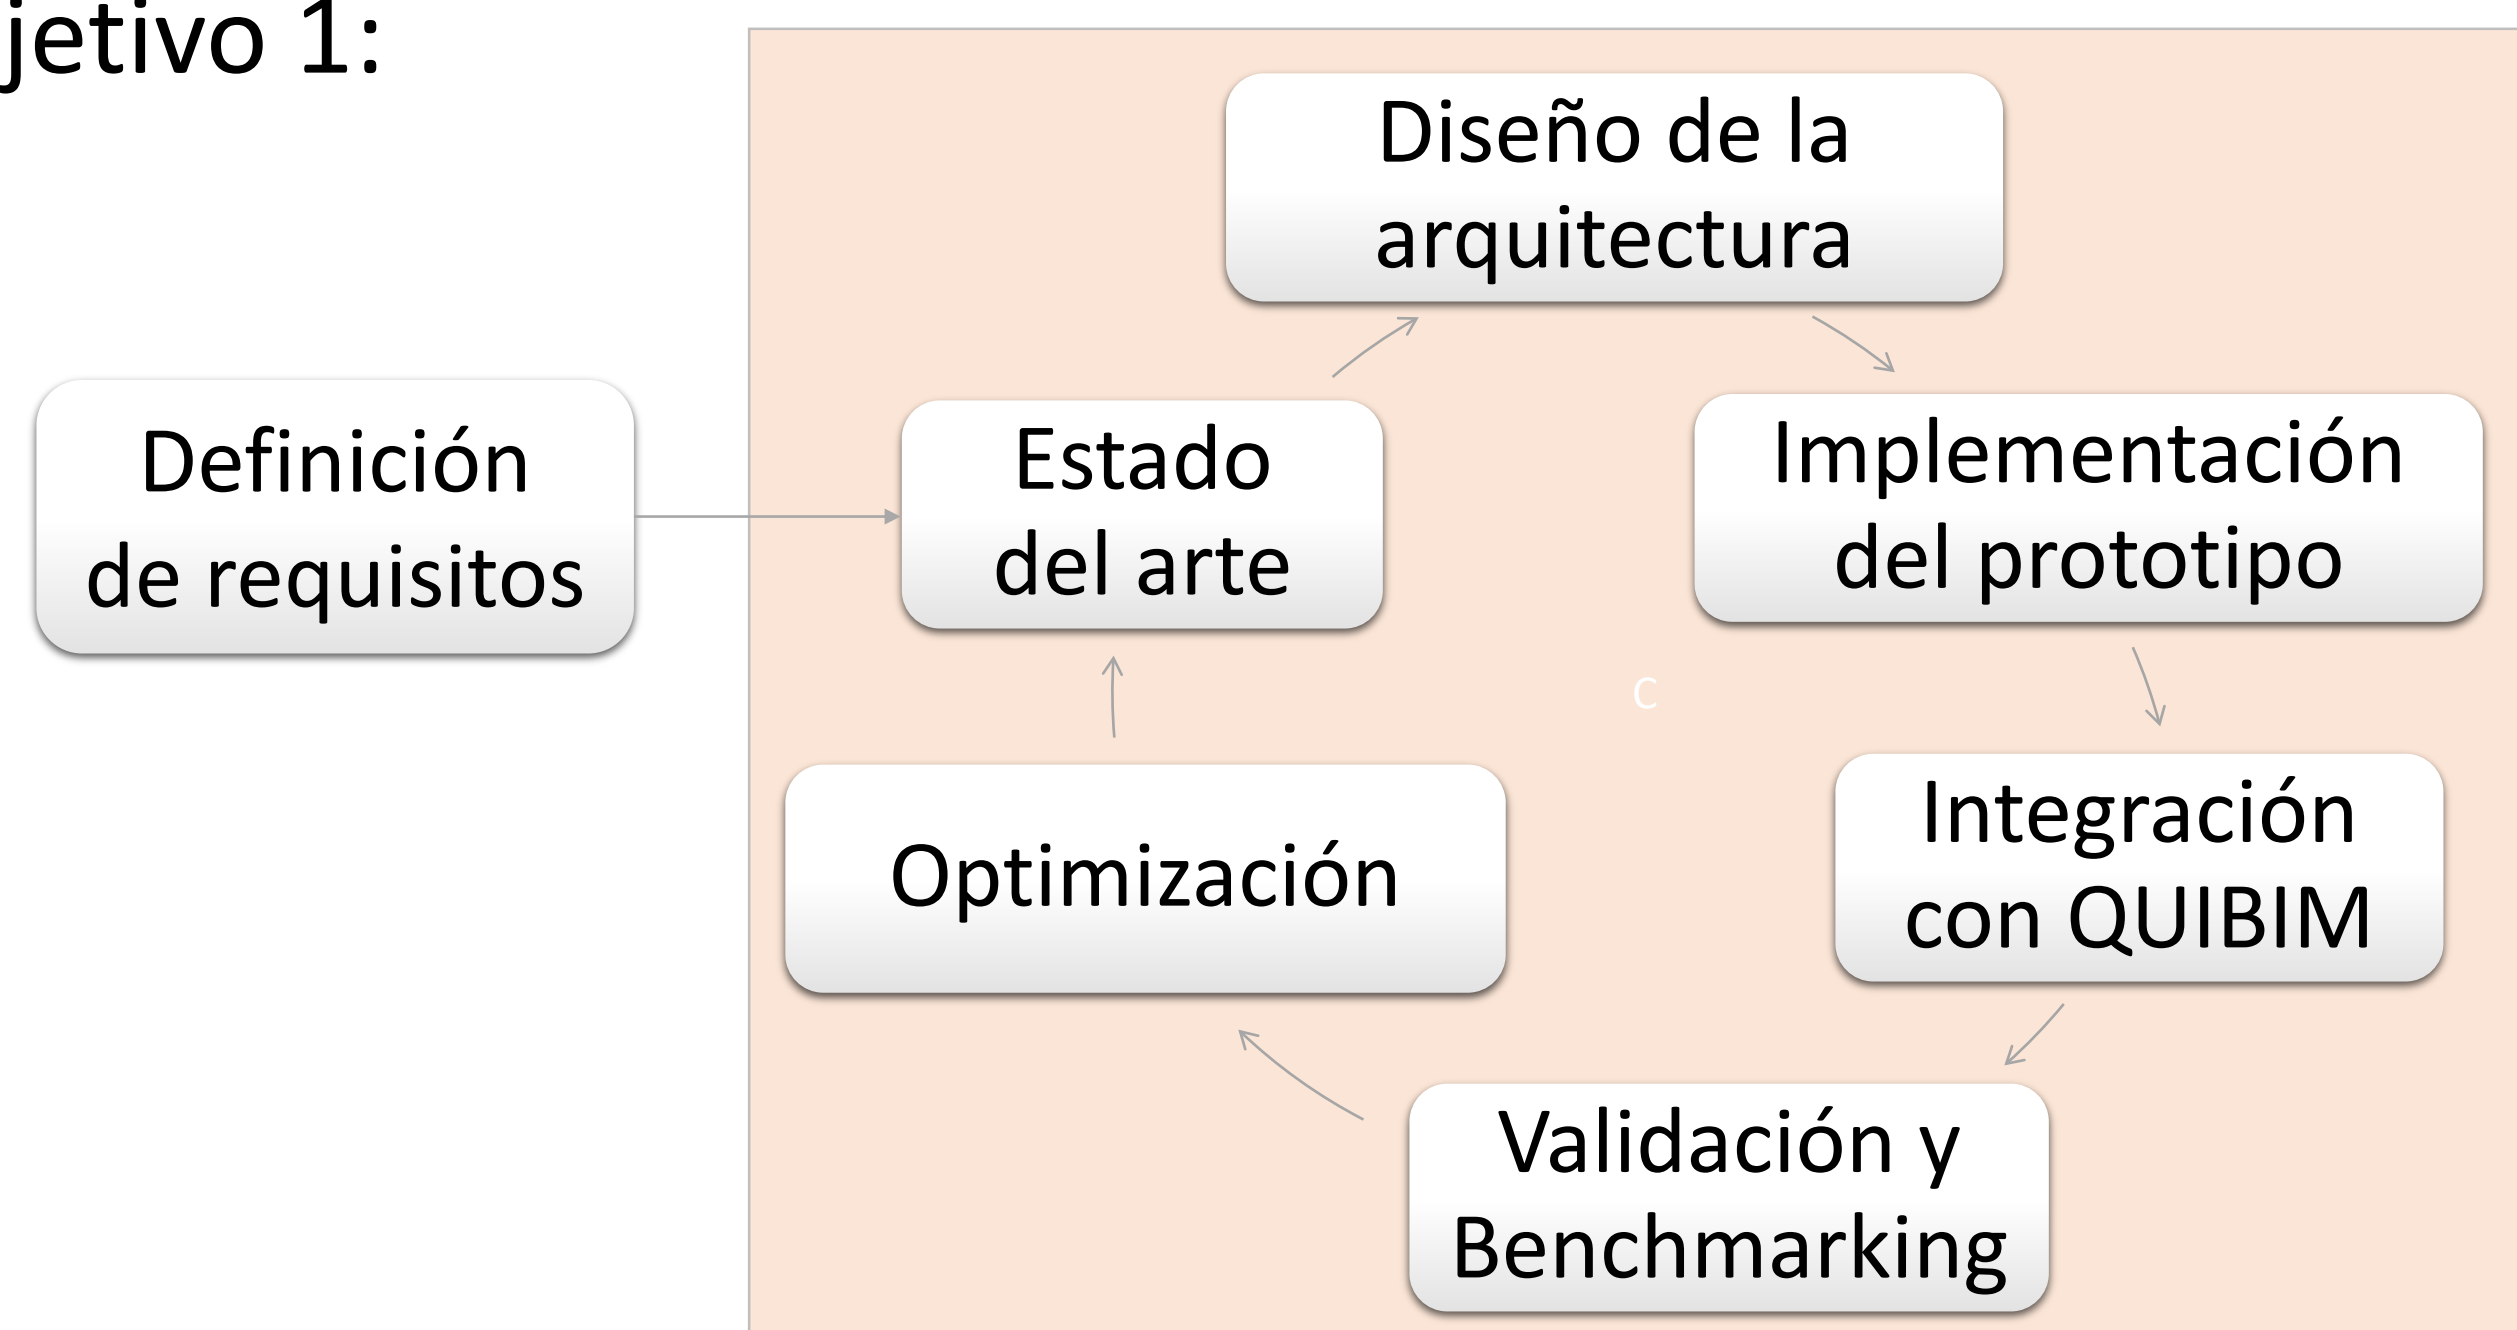 jetivo 1:
Diseño de la
arquitectura
Definición
de requisitos
Estado
del arte
Implementación
del prototipo
c
Optimización
Integración
con QUIBIM
Validación y
Benchmarking